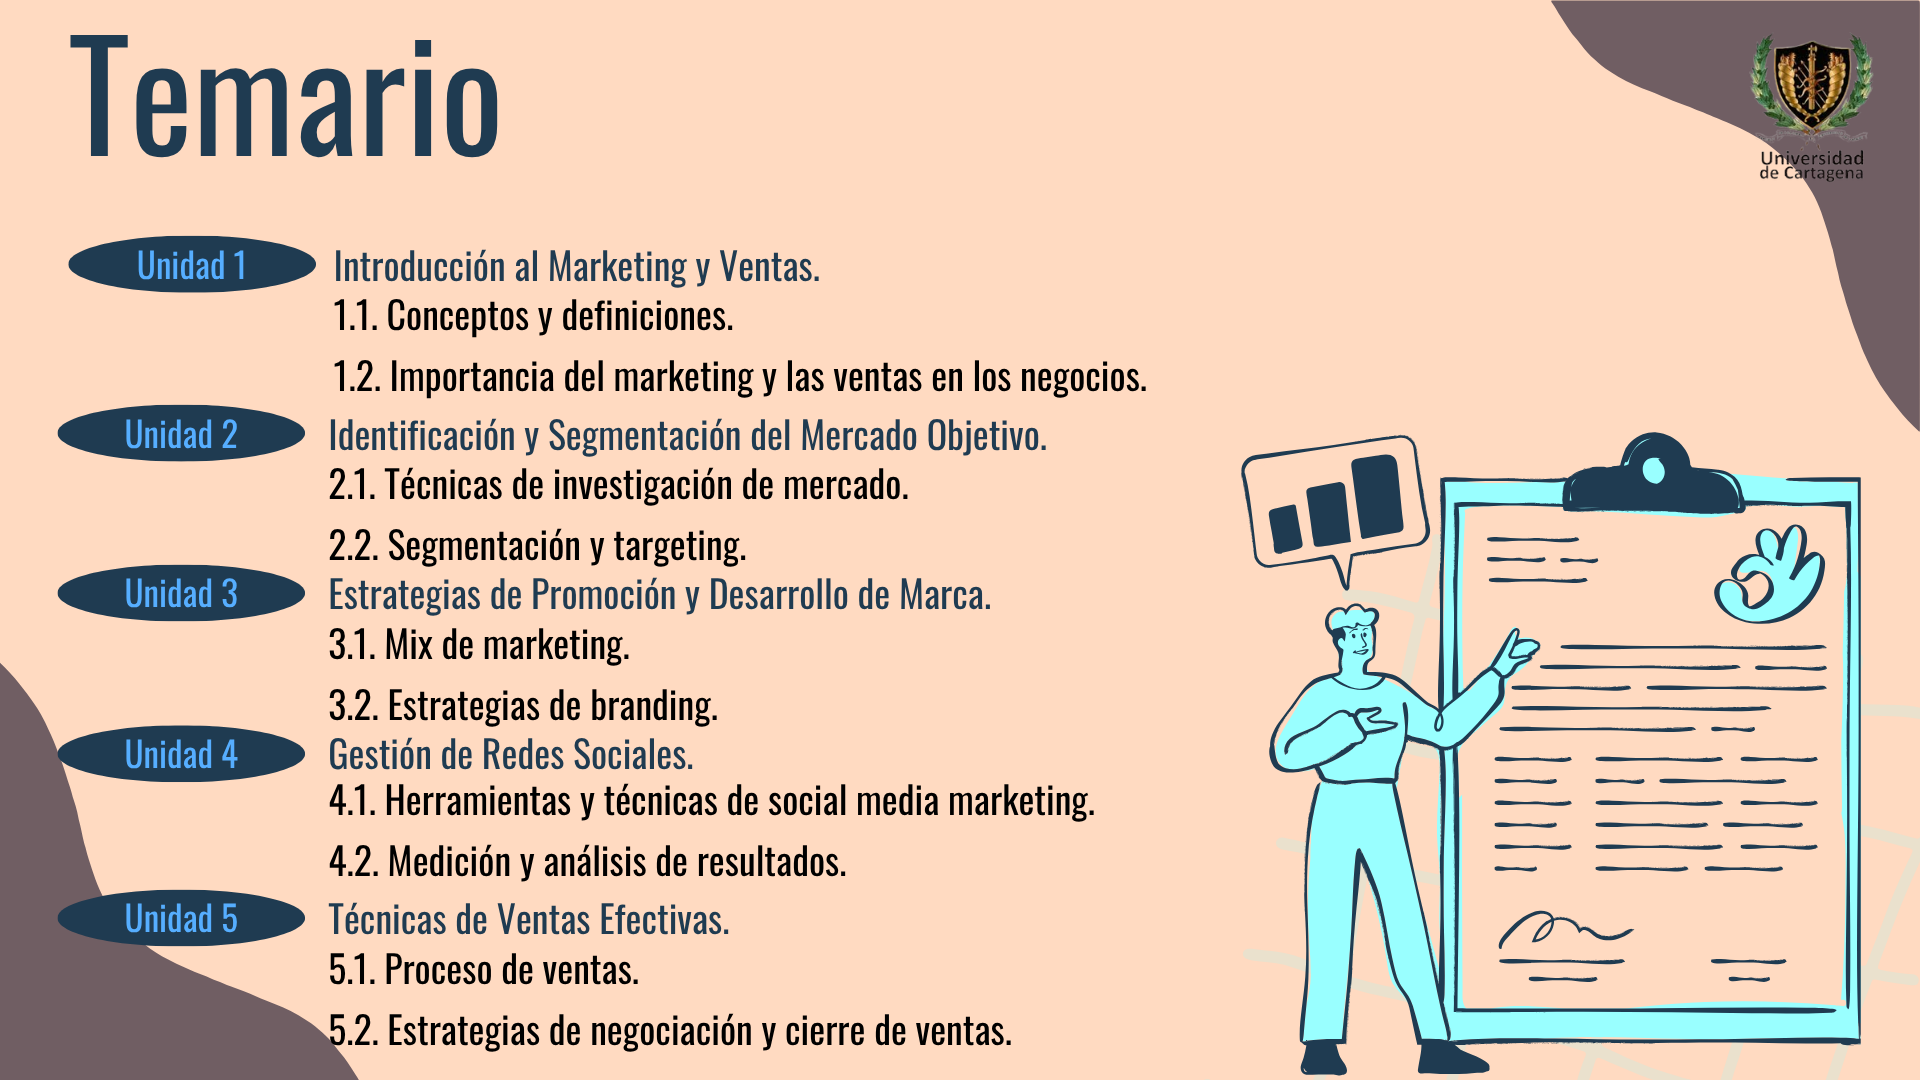 Temario
Universidad
de Cartagena
Unidad 1
Introducción al Marketing y Ventas.
1.1. Conceptos y definiciones.
1.2. Importancia del marketing y las ventas en los negocios.
Unidad 2
Identificación y Segmentación del Mercado Objetivo.
2.1. Técnicas de investigación de mercado.
2.2. Segmentación y targeting.
Unidad 3
Estrategias de Promoción y Desarrollo de Marca.
3.1. Mix de marketing.
3.2. Estrategias de branding.
Unidad 4
Gestión de Redes Sociales.
4.1. Herramientas y técnicas de social media marketing.
4.2. Medición y análisis de resultados.
Unidad 5
Técnicas de Ventas Efectivas.
5.1. Proceso de ventas.
5.2. Estrategias de negociación y cierre de ventas.